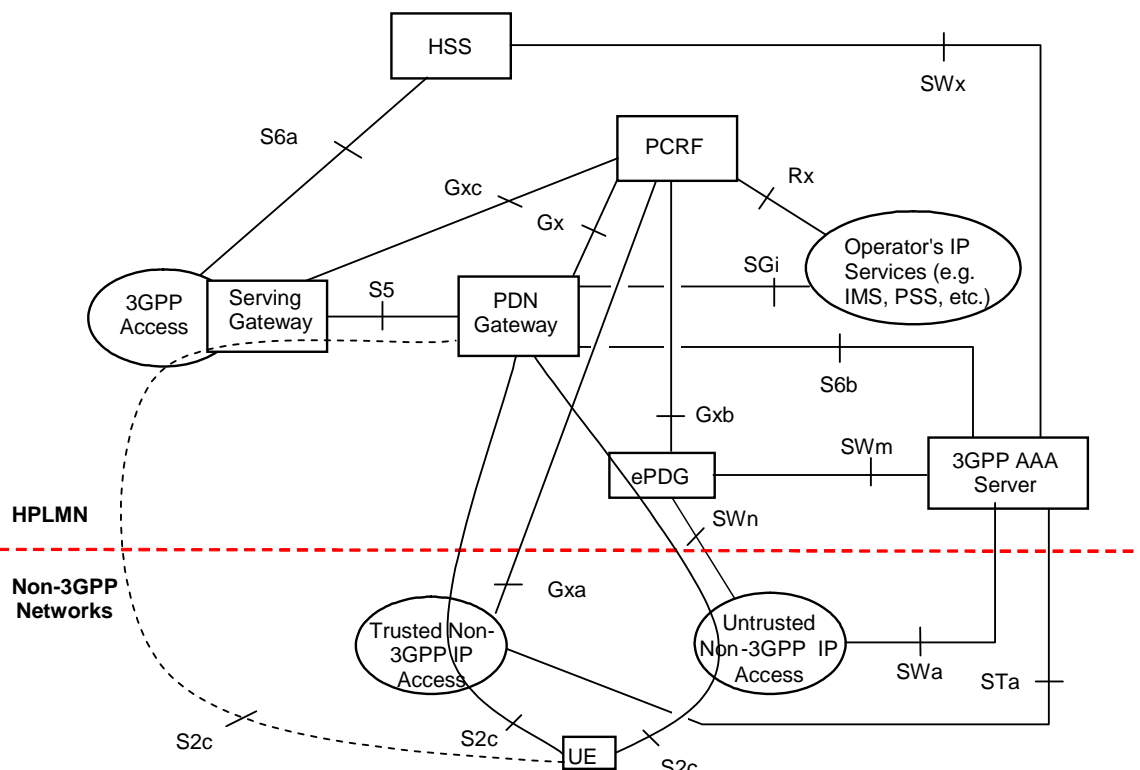 HSS
SWx
S6a
PCRF
Rx
Gxc
Gx
Operator's IP
Services (e.g.
IMS, PSS, etc.)
SGi
3GPP
Access
Serving
Gateway
S5
PDN
Gateway
S6b
Gxb
SWm
3GPP AAA
Server
ePDG
HPLMN
SWn
Non-3GPP
Networks
Gxa
Trusted Non-
3GPP IP
Access
Untrusted
Non-3GPP IP
Access
SWa
STa
S2c
S2c
UE
S2c